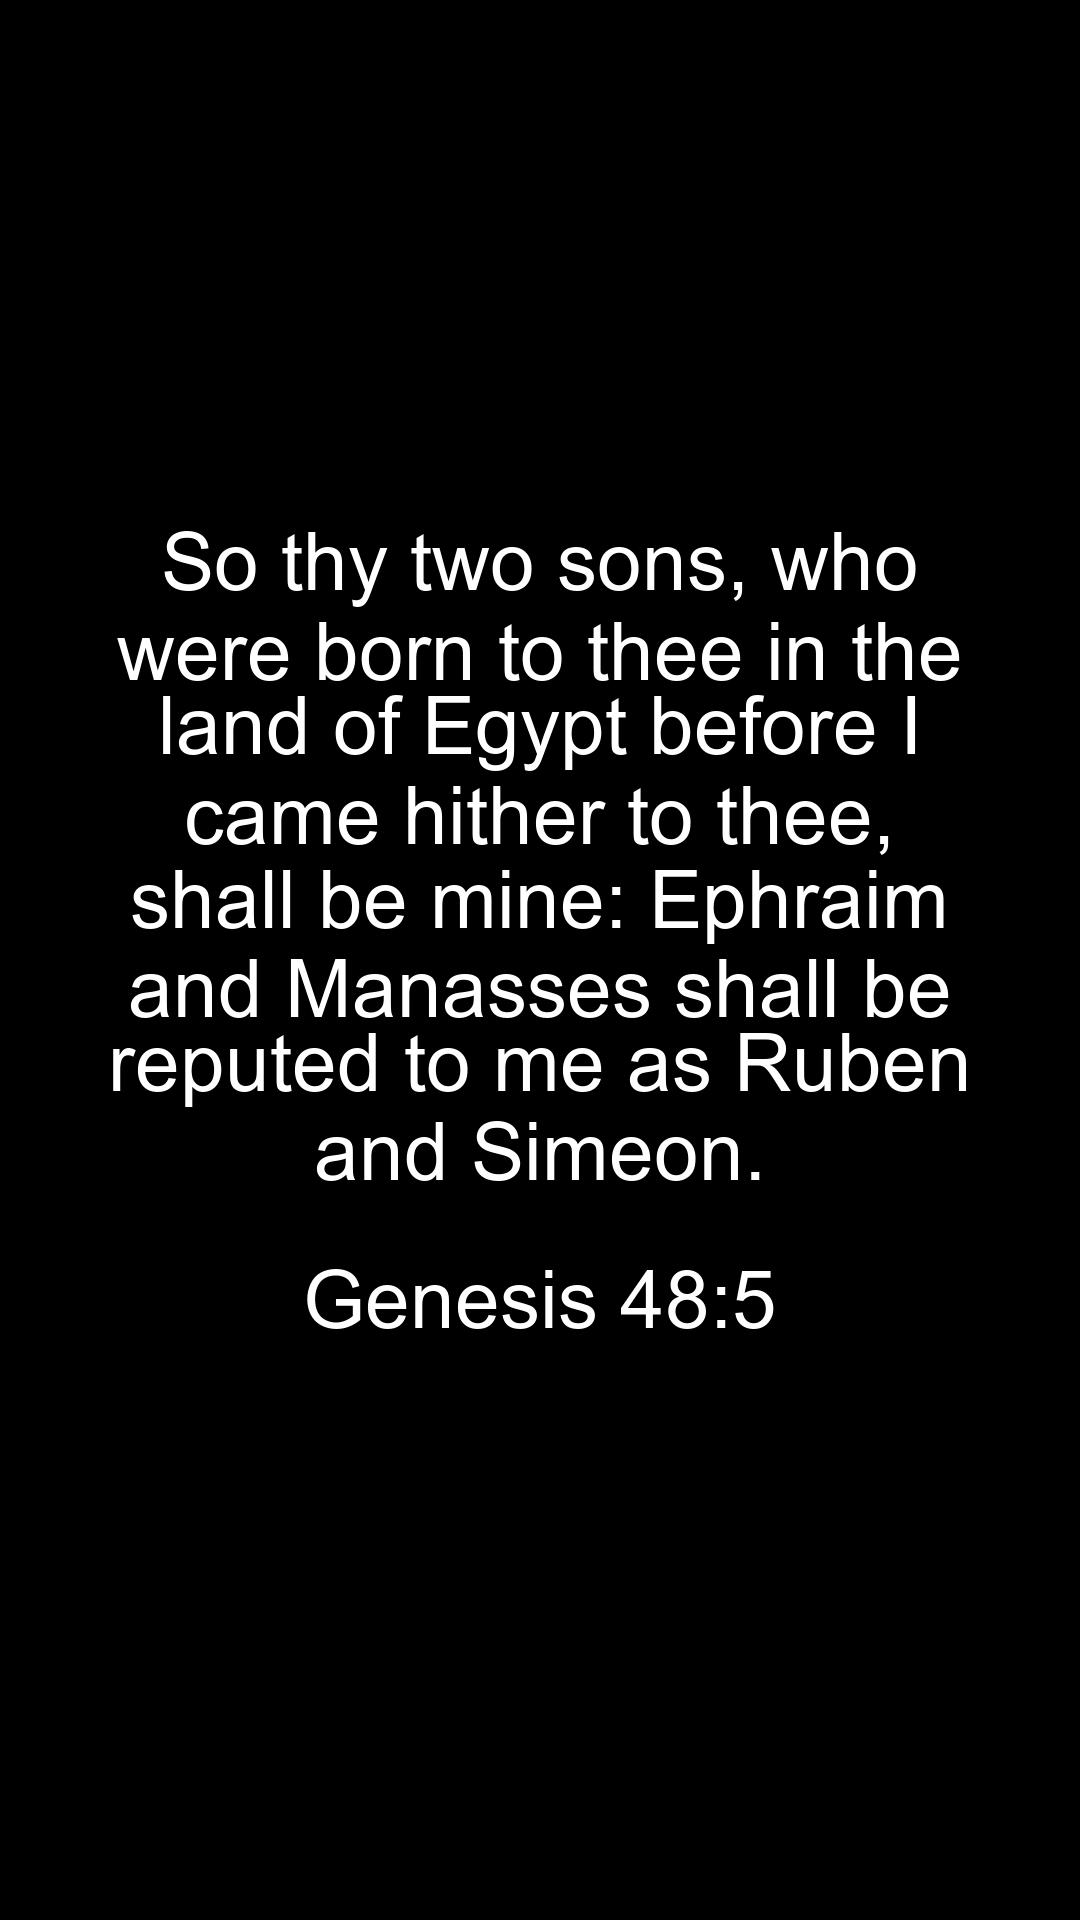 So thy two sons, who
were born to thee in the
land of Egypt before I
came hither to thee,
shall be mine: Ephraim
and Manasses shall be
reputed to me as Ruben
and Simeon.
Genesis 48:5